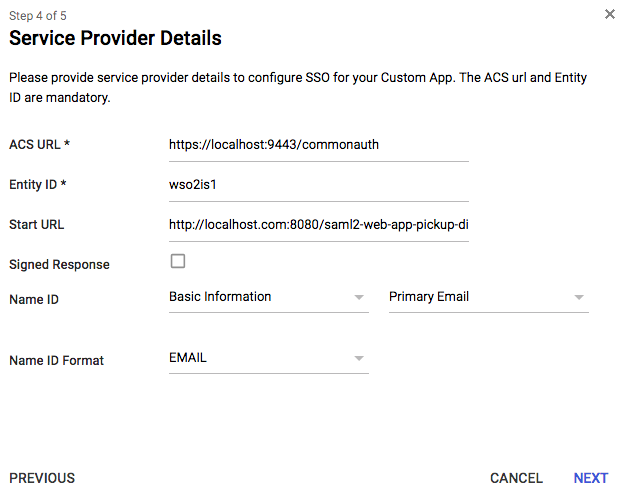 Step 4 of 5
Service Provider Details
Please provide service provider details to configure SSO for your Custom App. The ACS url and Entity
ID are mandatory.
ACS URL * https://localhost:9443/commonauth
Entity ID * wso2is1
Start URL http://localhost.com:8080/saml2-web-app-pickup-di
Signed Response
Name ID Basic Information Primary Email
Name ID Format EMAIL
PREVIOUS CANCEL NEXT